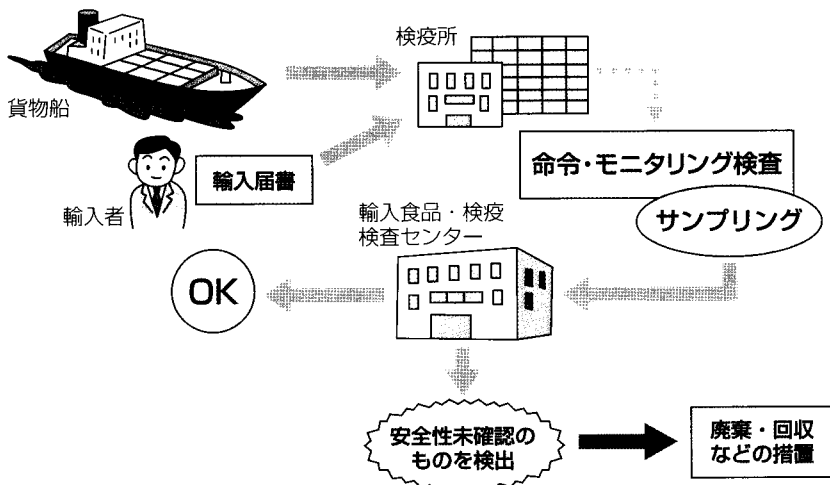 検疫所
貨物船
輸入者
輸入届書
命令・モニタリング検査
サンプリング
輸入食品・検疫
検査センター
OK
安全性未確認の
ものを検出
廃棄・回収
などの措置